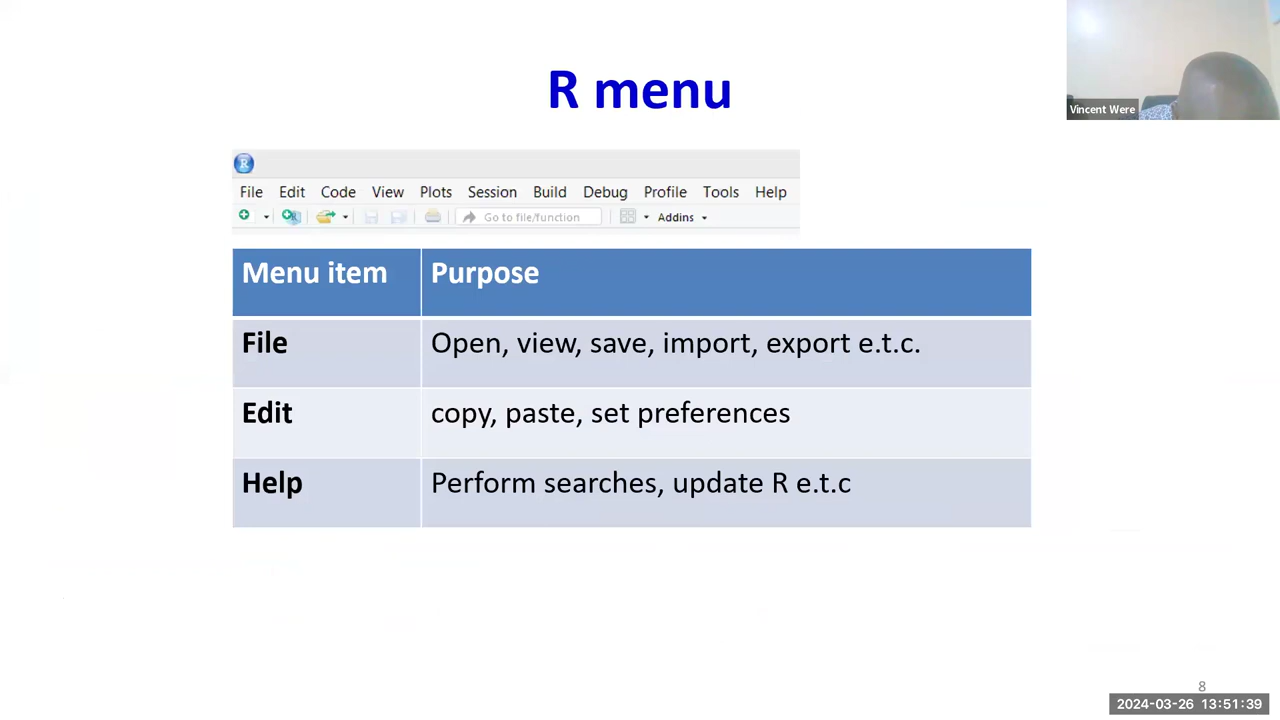 R menu
Vincent Were
R
File Edit Code View Plots Session Build Debug Profile Tools Help
Go to file/function Addins
Menu item Purpose
File Open, view, save, import, export e.t.c.
Edit copy, paste, set preferences
Help Perform searches, update R e.t.c
8
2024-03-26 13:51:39